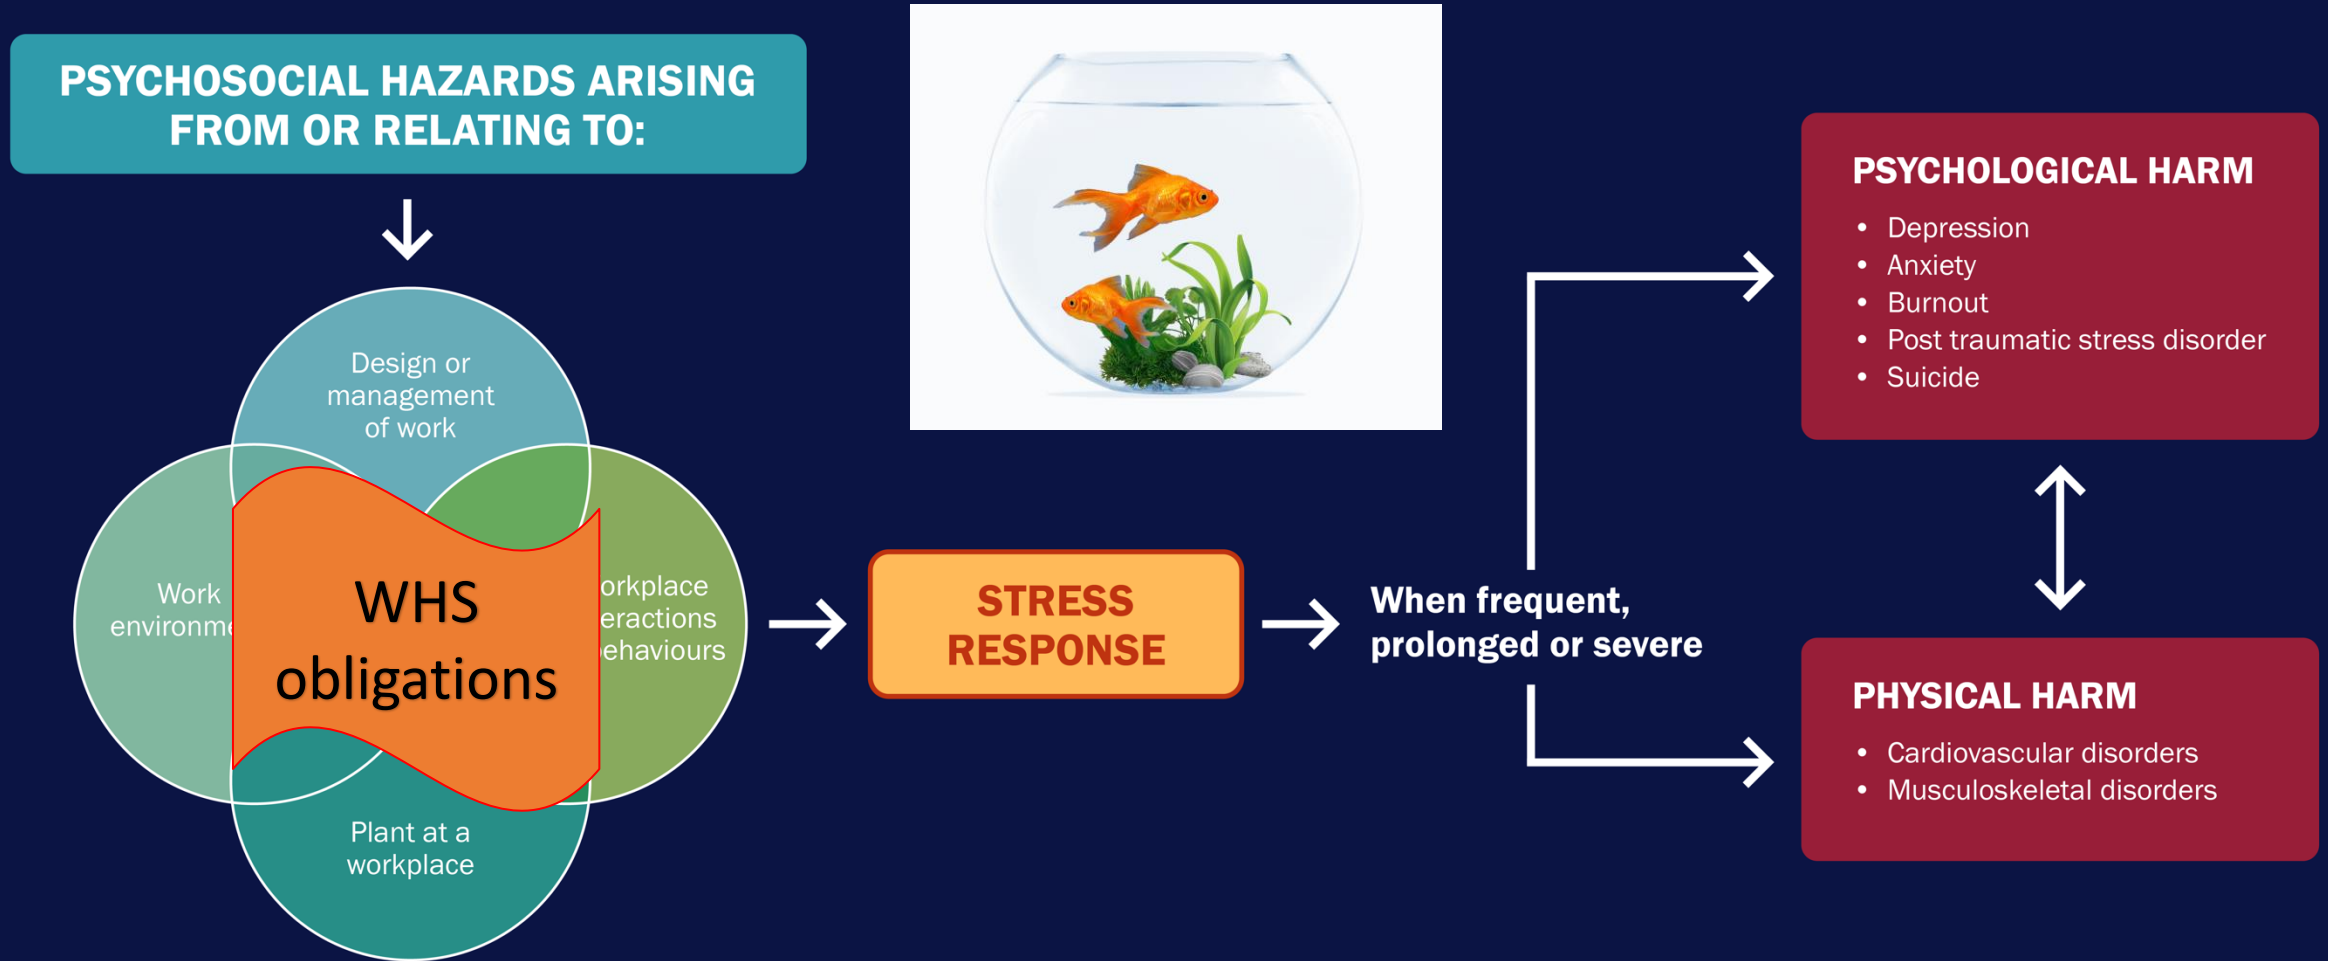 PSYCHOSOCIAL HAZARDS ARISING
FROM OR RELATING TO:
Design or
management
of work
Work
environme
WHS
obligations
orkplace
eractions
ehaviours
Plant at a
workplace
STRESS
RESPONSE
When frequent,
prolonged or severe
PSYCHOLOGICAL HARM
• Depression
• Anxiety
• Burnout
• Post traumatic stress disorder
• Suicide
PHYSICAL HARM
• Cardiovascular disorders
• Musculoskeletal disorders